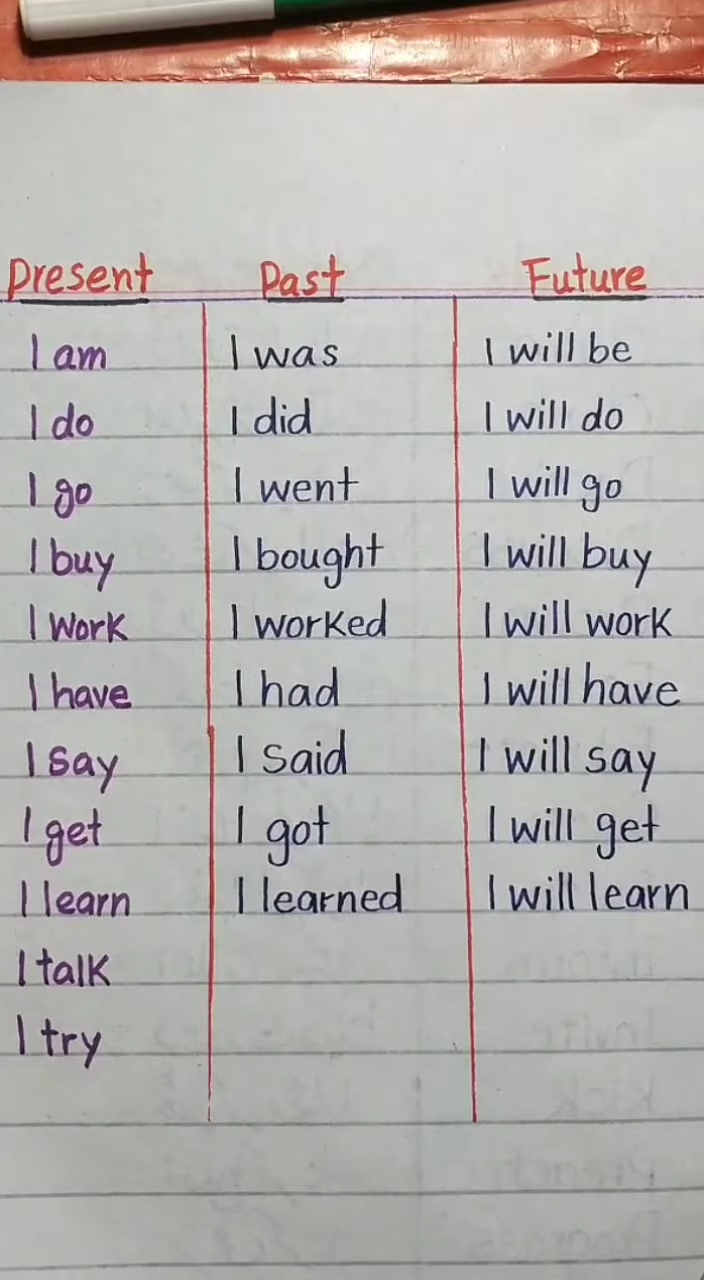 Present Past Future
I am I was I will be
I do I did I will do
I go I went I will go
I buy I bought I will buy
I work I worked I will work
I have I had I will have
I say I said I will say
I get I got I will get
I learn I learned I will learn
I talk
I try